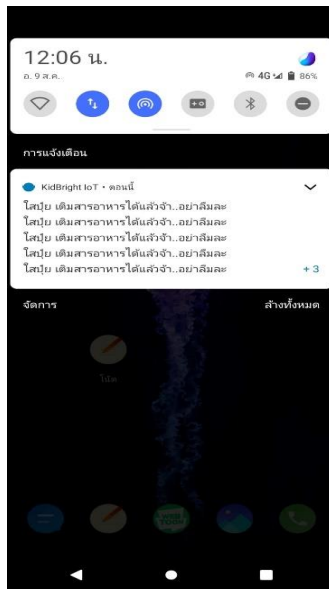 12:06 น.
อ. 9 ส.ค.
4G
86%
การแจ้งเตือน
KidBright IoT • ตอนนี้
ใสปุ๋ย เติมสารอาหารได้แล้วจ้า..อย่าลืมละ
ใสปุ๋ย เติมสารอาหารได้แล้วจ้า..อย่าลืมละ
ใสปุ๋ย เติมสารอาหารได้แล้วจ้า..อย่าลืมละ
ใสปุ๋ย เติมสารอาหารได้แล้วจ้า..อย่าลืมละ
ใสปุ๋ย เติมสารอาหารได้แล้วจ้า..อย่าลืมละ
+ 3
จัดการ
ล้างทั้งหมด
โน้ต